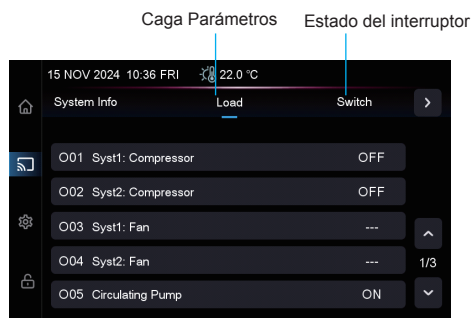 Caga Parámetros Estado del interruptor
15 NOV 2024 10:36 FRI 22.0 °C
System Info Load Switch
O01 Syst1: Compressor OFF
O02 Syst2: Compressor OFF
O03 Syst1: Fan ---
O04 Syst2: Fan ---
1/3
O05 Circulating Pump ON